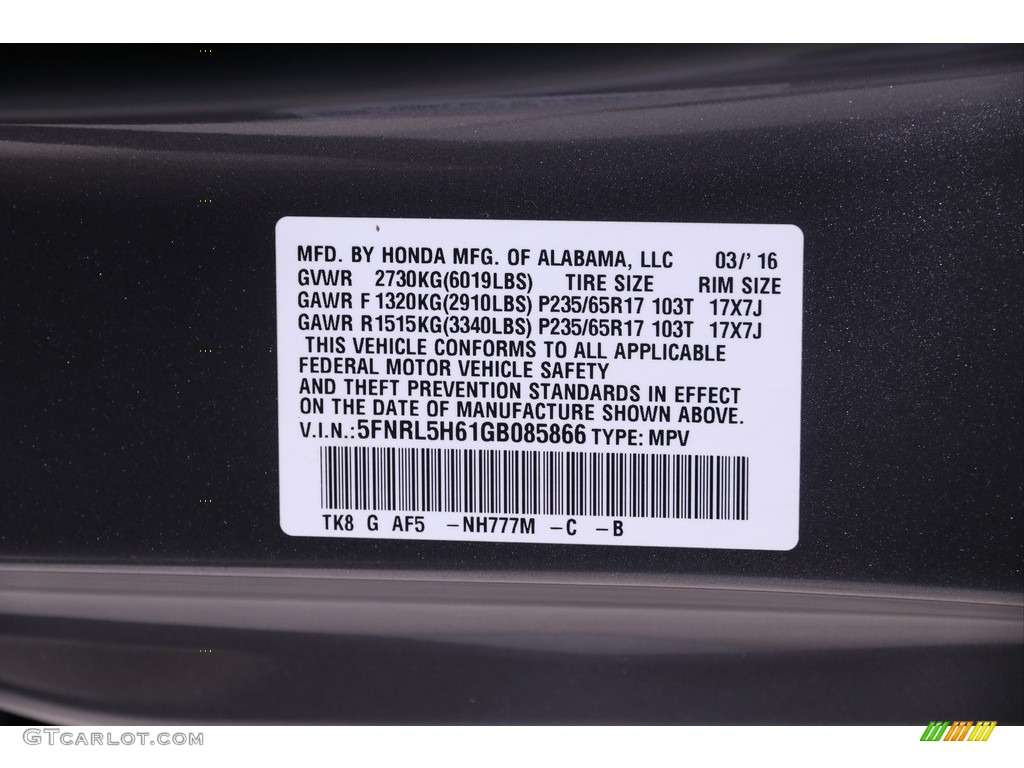 MFD. BY HONDA MFG. OF ALABAMA, LLC 03/' 16
GVWR 2730KG(6019LBS) TIRE SIZE RIM SIZE
GAWR F 1320KG(2910LBS) P235/65R17 103T 17X7J
GAWR R1515KG(3340LBS) P235/65R17 103T 17X7J
THIS VEHICLE CONFORMS TO ALL APPLICABLE
FEDERAL MOTOR VEHICLE SAFETY
AND THEFT PREVENTION STANDARDS IN EFFECT
ON THE DATE OF MANUFACTURE SHOWN ABOVE.
V.I.N.:5FNRL5H61GB085866 TYPE: MPV
TK8 G AF5 -NH777M -C -B
GTCARLOT.COM